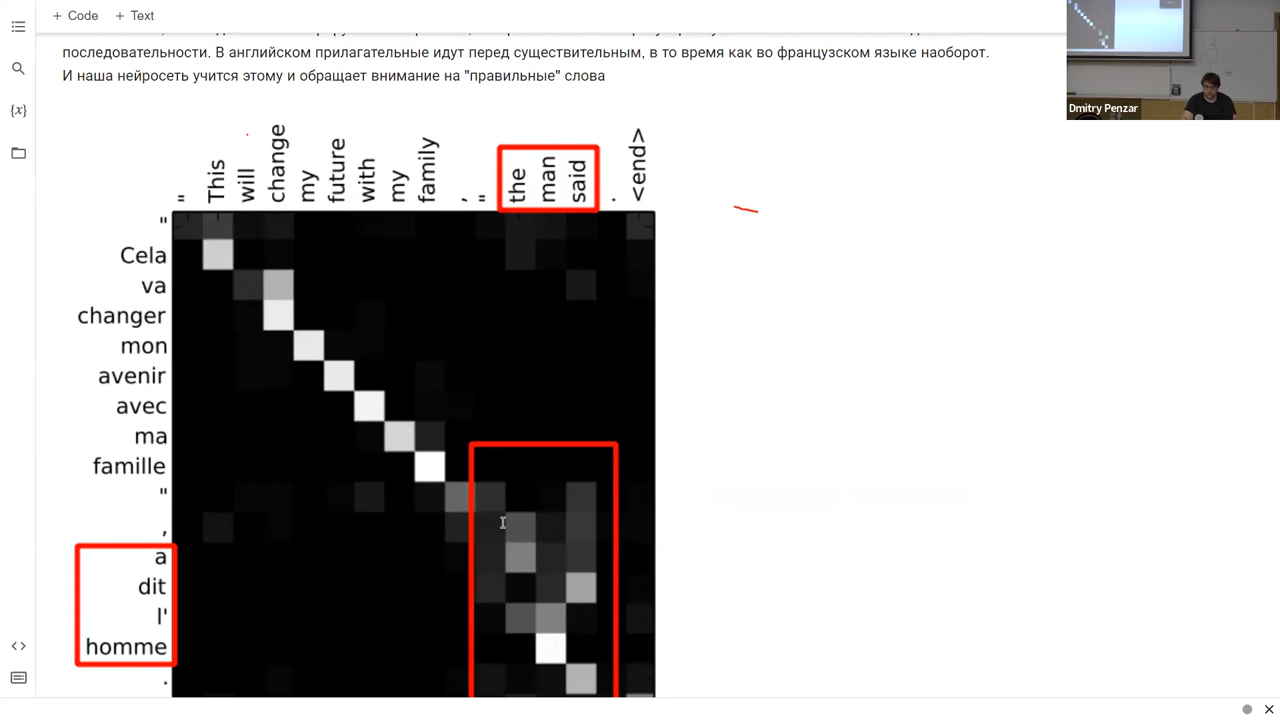 + Code + Text
последовательности. В английском прилагательные идут перед существительным, в то время как во французском языке наоборот.
И наша нейросеть учится этому и обращает внимание на "правильные" слова
Dmitry Penzar
" This will change my future with my family , " the man said . <end>
"
Cela
va
changer
mon
avenir
avec
ma
famille
"
,
a
dit
l'
homme
.
{x}